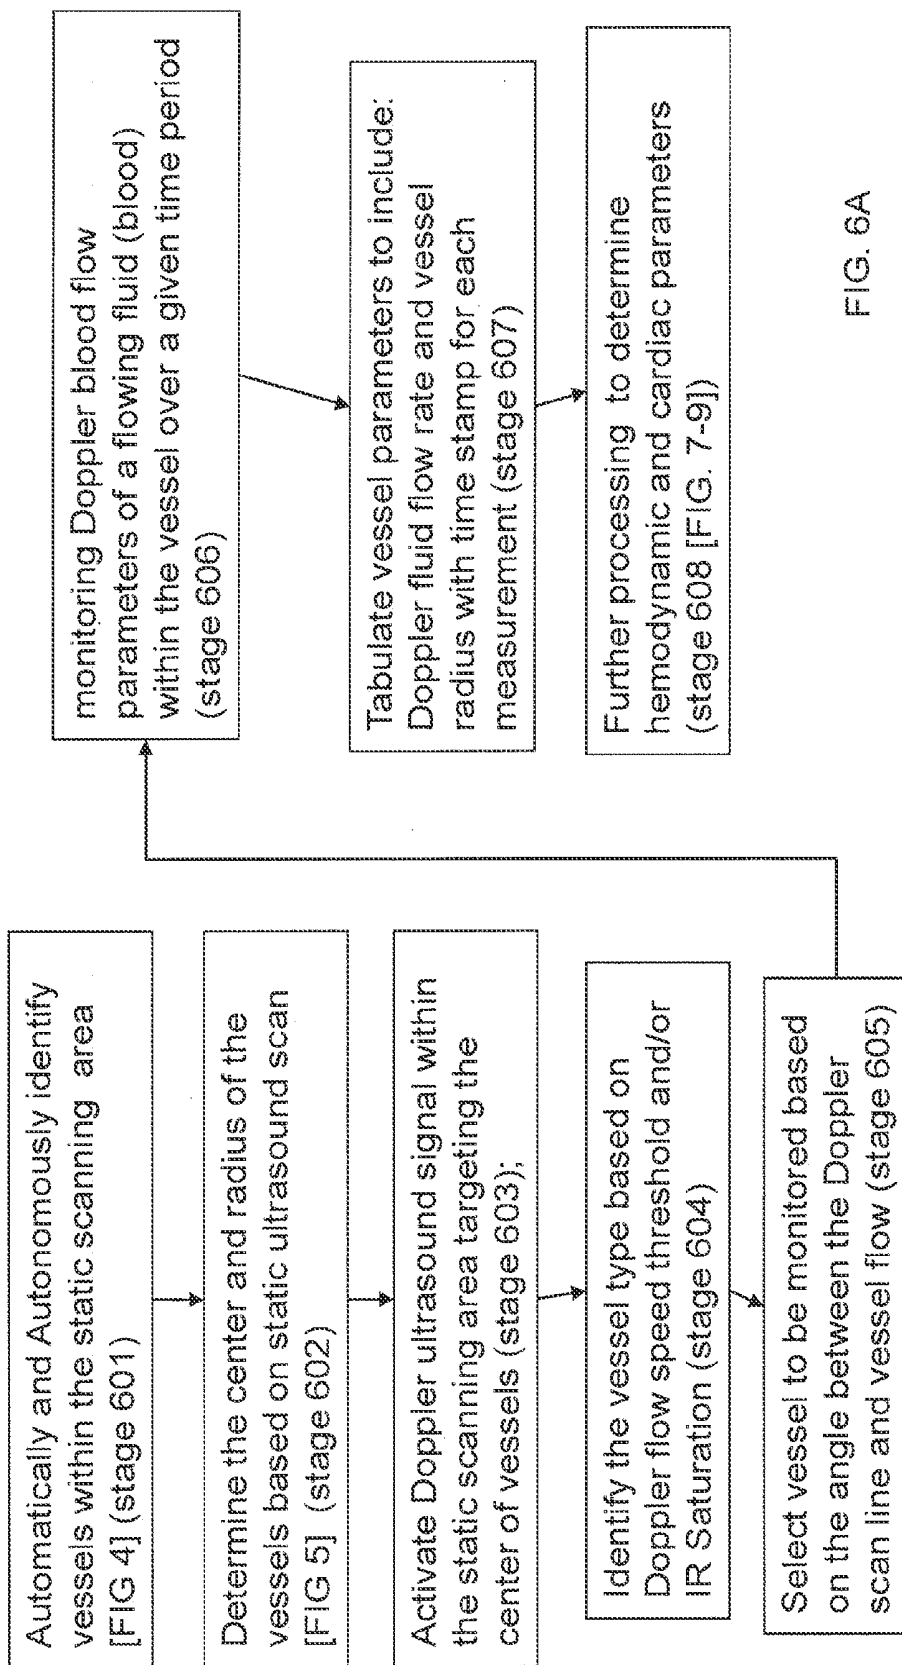 Automatically and Autonomously identify
vessels within the static scanning area
[FIG 4] (stage 601)
Determine the center and radius of the
vessels based on static ultrasound scan
[FIG 5] (stage 602)
Activate Doppler ultrasound signal within
the static scanning area targeting the
center of vessels (stage 603);
Identify the vessel type based on
Doppler flow speed threshold and/or
IR Saturation (stage 604)
Select vessel to be monitored based
on the angle between the Doppler
scan line and vessel flow (stage 605)
monitoring Doppler blood flow
parameters of a flowing fluid (blood)
within the vessel over a given time period
(stage 606)
Tabulate vessel parameters to include:
Doppler fluid flow rate and vessel
radius with time stamp for each
measurement (stage 607)
Further processing to determine
hemodynamic and cardiac parameters
(stage 608 [FIG. 7-9])
FIG. 6A